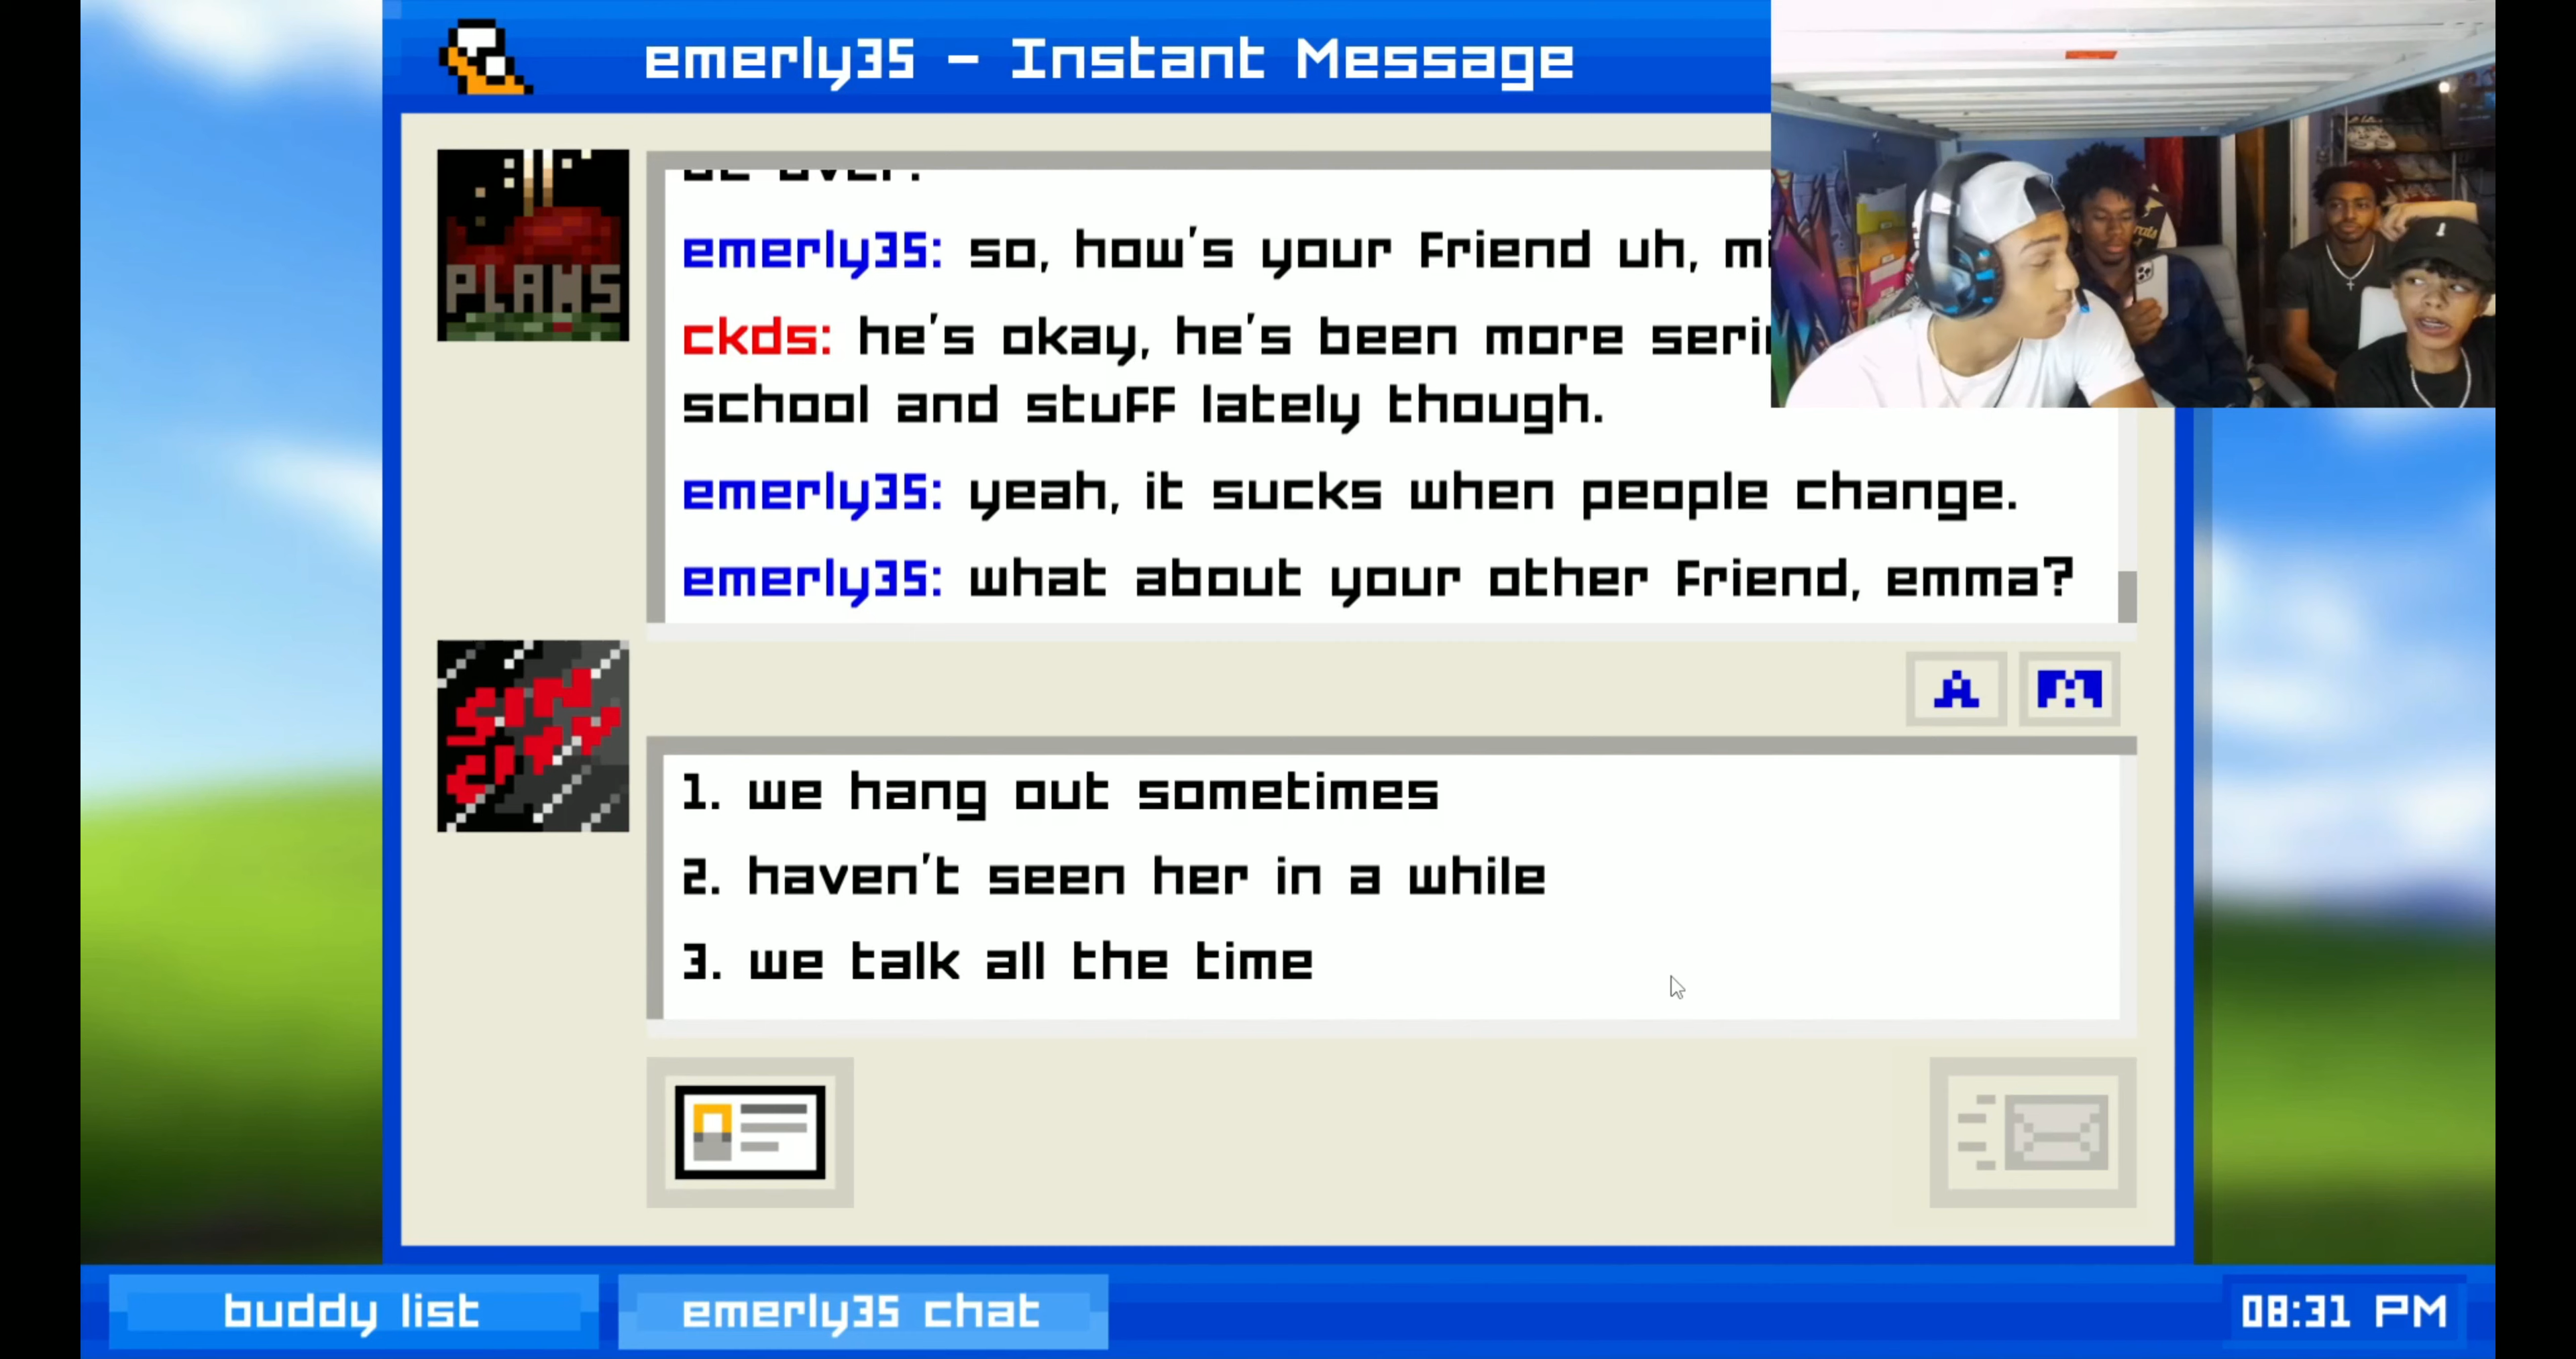 emerly35 - Instant Message
emerly35: so, how's your friend uh,
ckds: he's okay, he's been more
school and stuff lately though.
emerly35: yeah, it sucks when people change.
emerly35: what about your other friend, emma?
PLANS
SIN
CITY
A
1. we hang out sometimes
2. haven't seen her in a while
3. we talk all the time
buddy list
emerly35 chat
08:31 PM